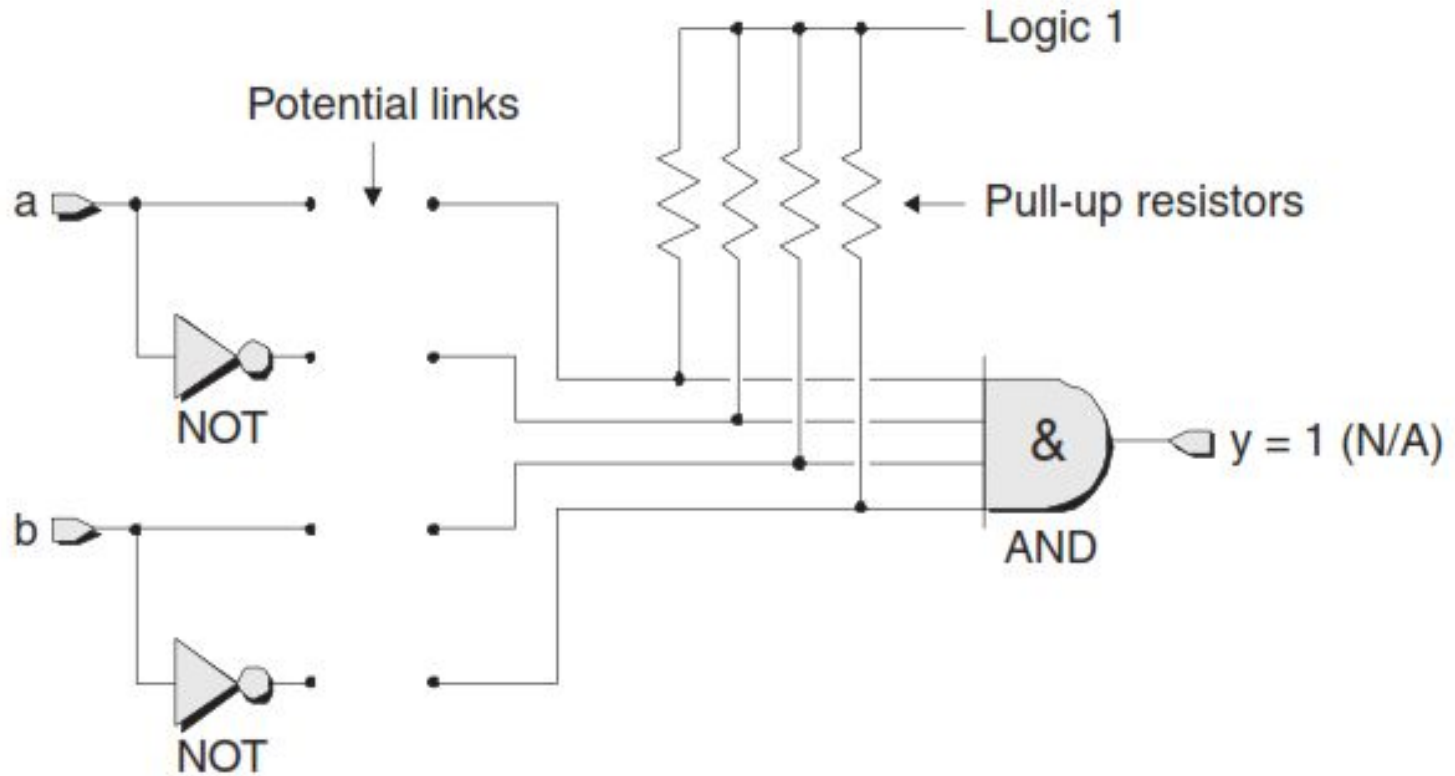 Logic 1
Potential links
a
Pull-up resistors
NOT
&
y = 1 (N/A)
b
AND
NOT